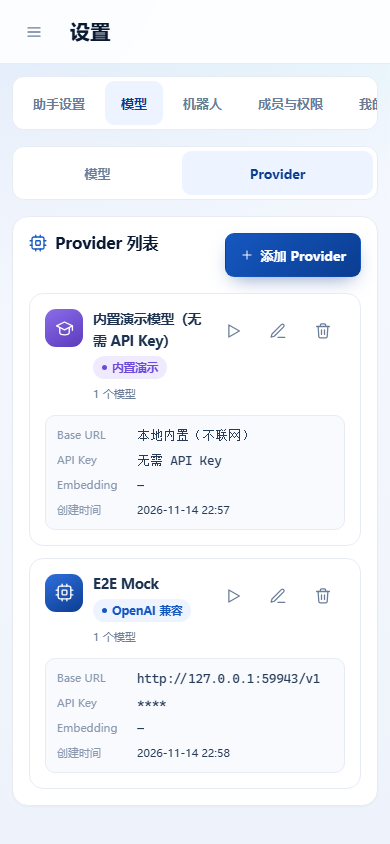 设置
助手设置 模型 机器人 成员与权限 我的
模型 Provider
Provider 列表
+ 添加 Provider
内置演示模型（无
需 API Key)
内置演示
1 个模型
Base URL 本地内置（不联网）
API Key 无需 API Key
Embedding —
创建时间 2026-11-14 22:57
E2E Mock
OpenAI 兼容
1 个模型
Base URL http://127.0.0.1:59943/v1
API Key ****
Embedding —
创建时间 2026-11-14 22:58